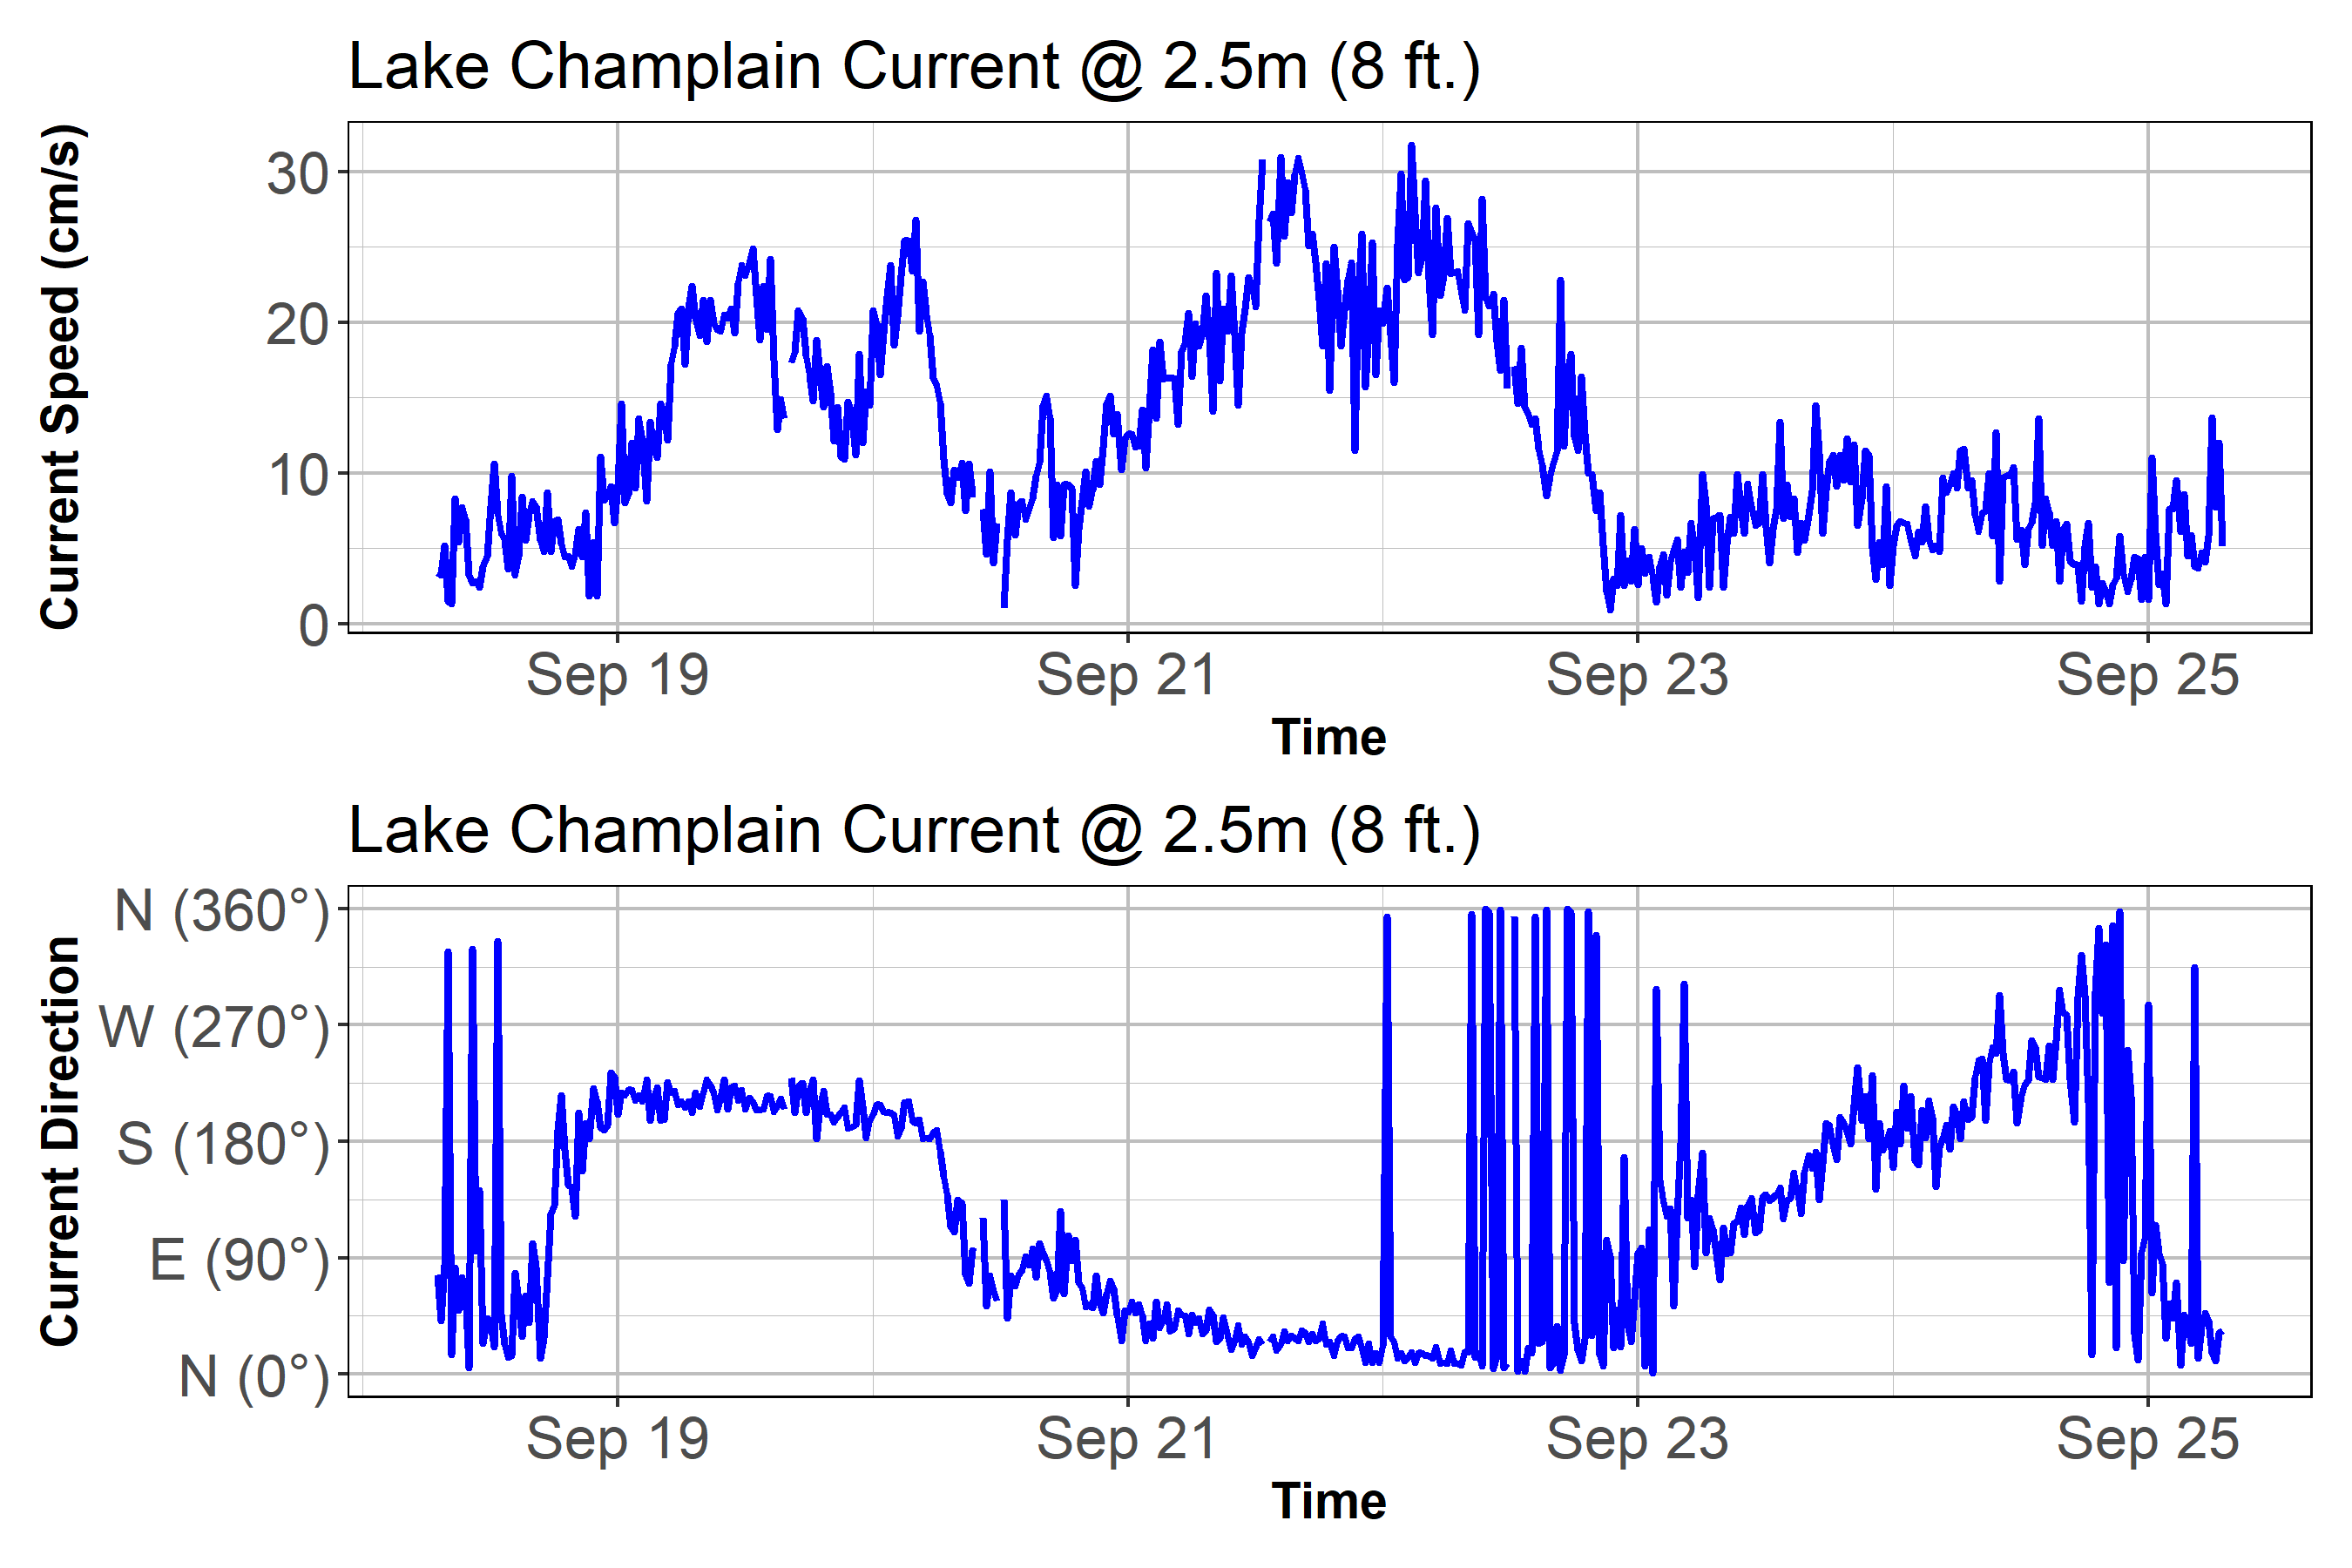 Lake Champlain Current @ 2.5m (8 ft.)
Current Speed (cm/s)
30
20
10
0
Sep 19 Sep 21 Sep 23 Sep 25
Time
Lake Champlain Current @ 2.5m (8 ft.)
Current Direction
N (360°)
W (270°)
S (180°)
E (90°)
N (0°)
Sep 19 Sep 21 Sep 23 Sep 25
Time